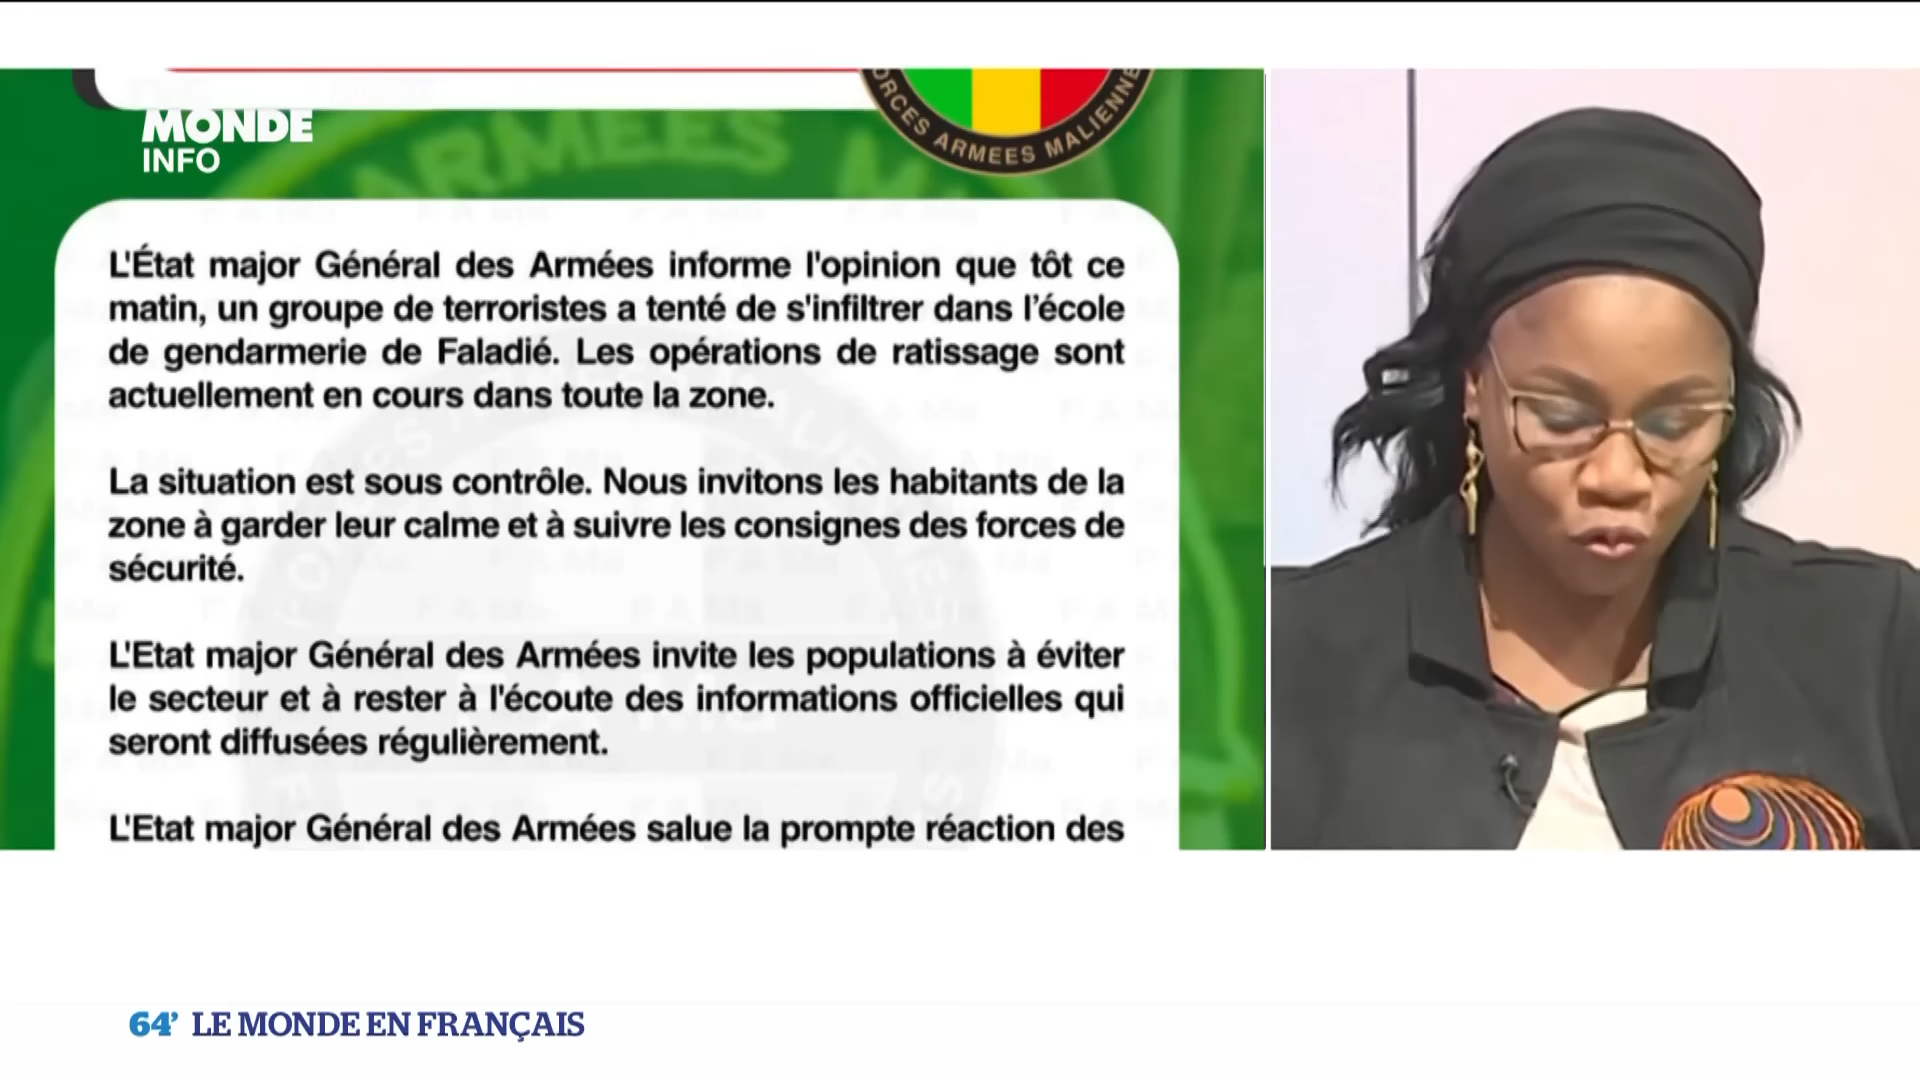 MONDE
INFO
FORCES ARMEES MALIENNES
ARMEES
L'État major Général des Armées informe l'opinion que tôt ce
matin, un groupe de terroristes a tenté de s'infiltrer dans l’école
de gendarmerie de Faladié. Les opérations de ratissage sont
actuellement en cours dans toute la zone.
La situation est sous contrôle. Nous invitons les habitants de la
zone à garder leur calme et à suivre les consignes des forces de
sécurité.
L'Etat major Général des Armées invite les populations à éviter
le secteur et à rester à l'écoute des informations officielles qui
seront diffusées régulièrement.
L'Etat major Général des Armées salue la prompte réaction des
64’ LE MONDE EN FRANÇAIS